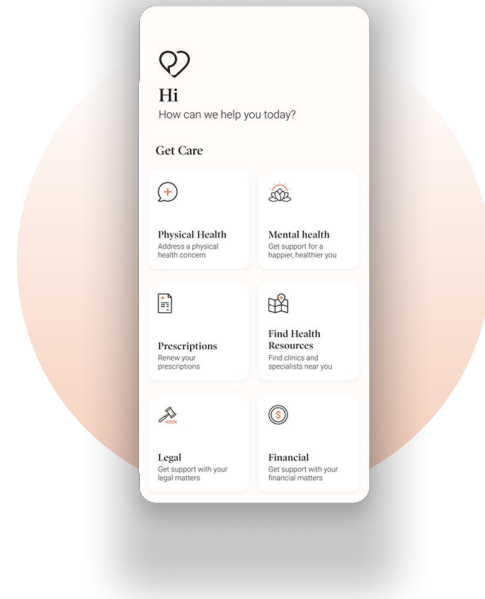 Hi
How can we help you today?
Get Care
Physical Health
Address a physical
health concern
Mental health
Get support for a
happier, healthier you
Prescriptions
Renew your
prescriptions
Find Health
Resources
Find clinics and
specialists near you
$
Legal
Get support with your
legal matters
Financial
Get support with your
financial matters